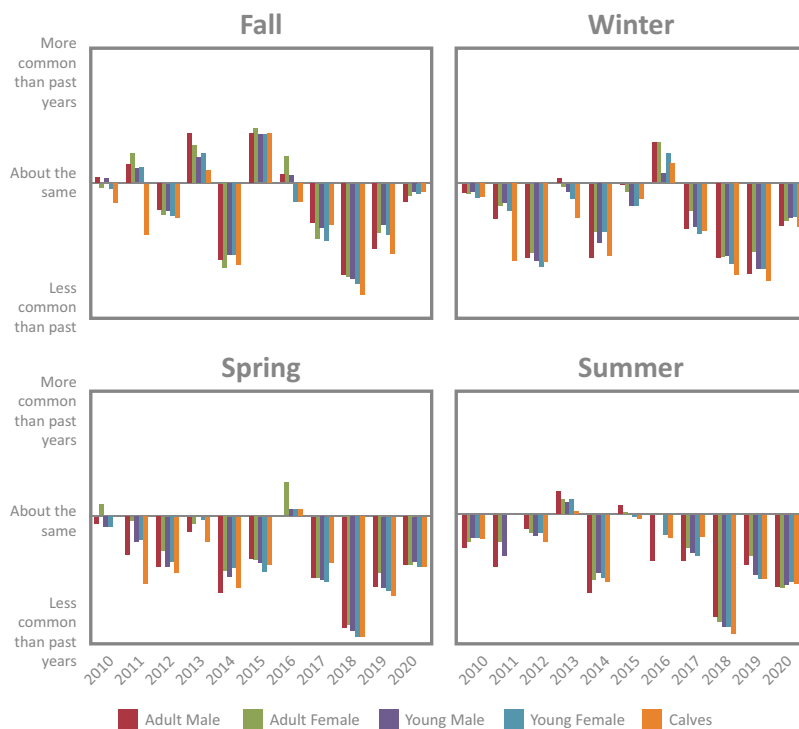 Fall
Winter
More
common
than past
years
About the
same
Less
common
than past
Spring
Summer
More
common
than past
years
About the
same
Less
common
than past
years
2010
2011
2012
2013
2014
2015
2016
2017
2018
2019
2020
2010
2011
2012
2013
2014
2015
2016
2017
2018
2019
2020
Adult Male
Adult Female
Young Male
Young Female
Calves